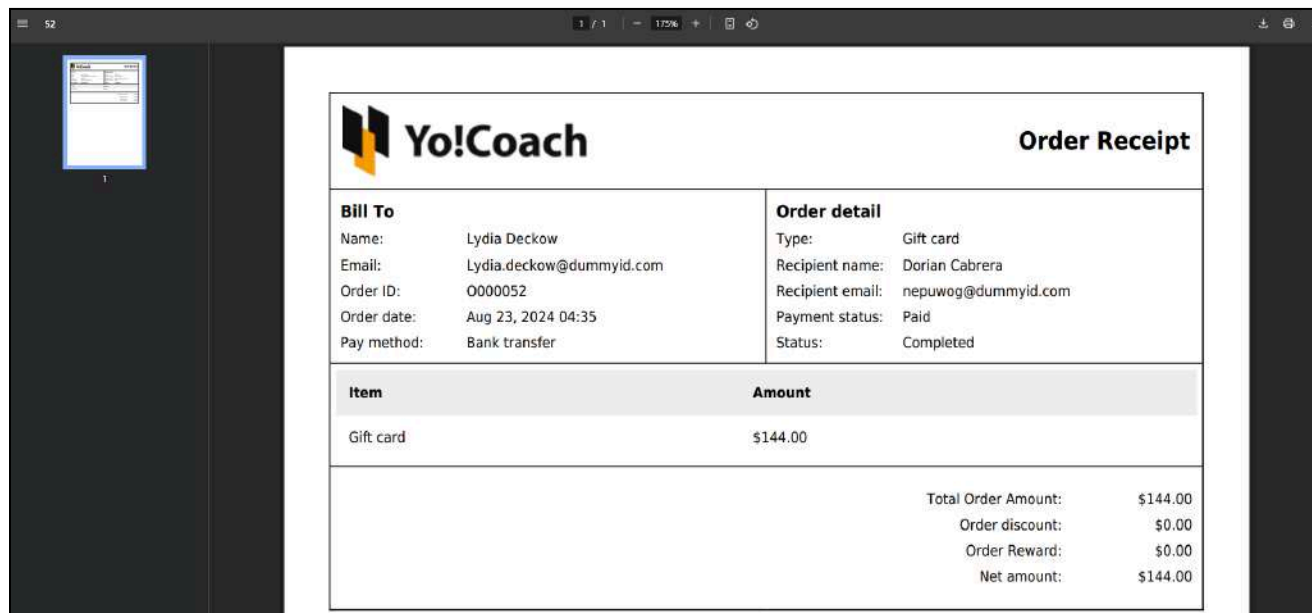 52
1 / 1
175%
1
Yo!Coach
Order Receipt
Bill To
Name: Lydia Deckow
Email: Lydia.deckow@dummyid.com
Order ID: O000052
Order date: Aug 23, 2024 04:35
Pay method: Bank transfer
Order detail
Type: Gift card
Recipient name: Dorian Cabrera
Recipient email: nepuwog@dummyid.com
Payment status: Paid
Status: Completed
Item Amount
Gift card $144.00
Total Order Amount: $144.00
Order discount: $0.00
Order Reward: $0.00
Net amount: $144.00